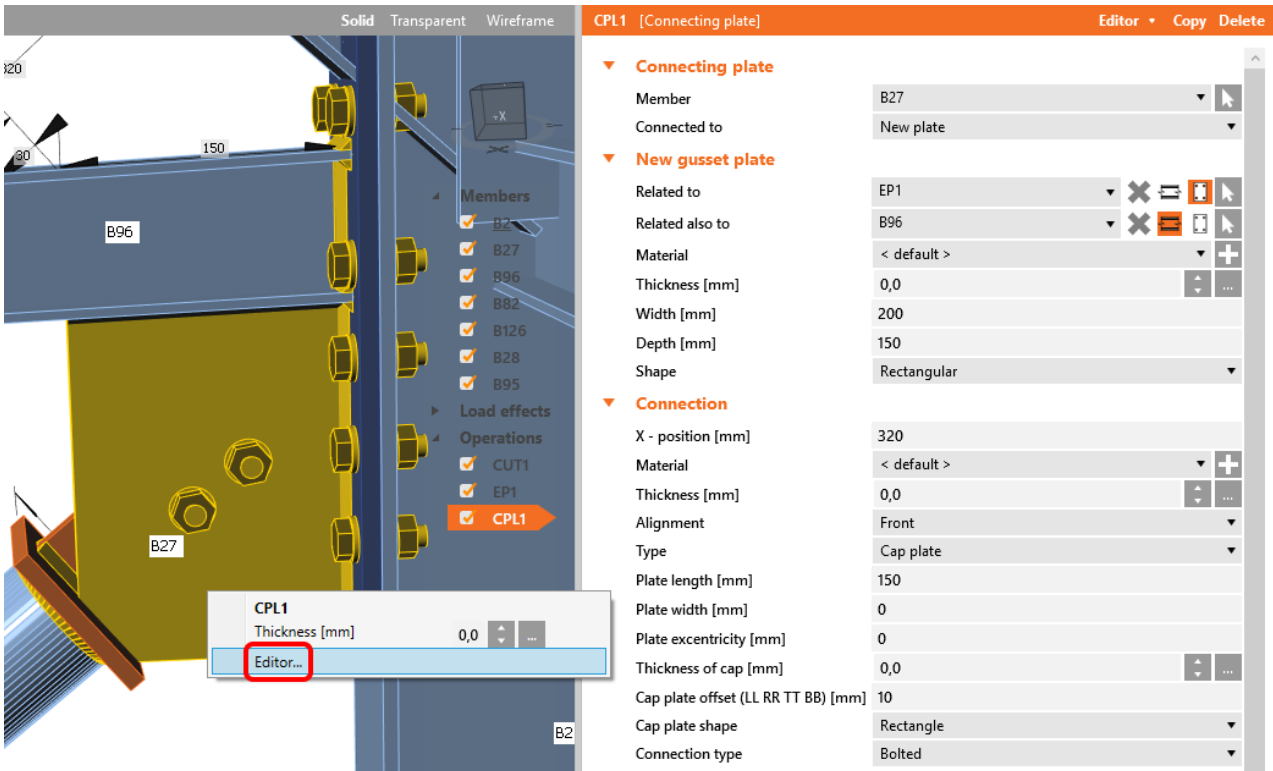 Solid Transparent Wireframe
CPL1 [Connecting plate] Editor Copy Delete
320
30
150
B96
B27
B2
Members
B2
B27
B96
B82
B126
B28
B95
Load effects
Operations
CUT1
EP1
CPL1
-X
CPL1
Thickness [mm] 0,0 ...
Editor...
Connecting plate
Member B27
Connected to New plate
New gusset plate
Related to EP1
Related also to B96
Material < default >
Thickness [mm] 0,0 ...
Width [mm] 200
Depth [mm] 150
Shape Rectangular
Connection
X - position [mm] 320
Material < default >
Thickness [mm] 0,0 ...
Alignment Front
Type Cap plate
Plate length [mm] 150
Plate width [mm] 0
Plate excentricity [mm] 0
Thickness of cap [mm] 0,0 ...
Cap plate offset (LL RR TT BB) [mm] 10
Cap plate shape Rectangle
Connection type Bolted